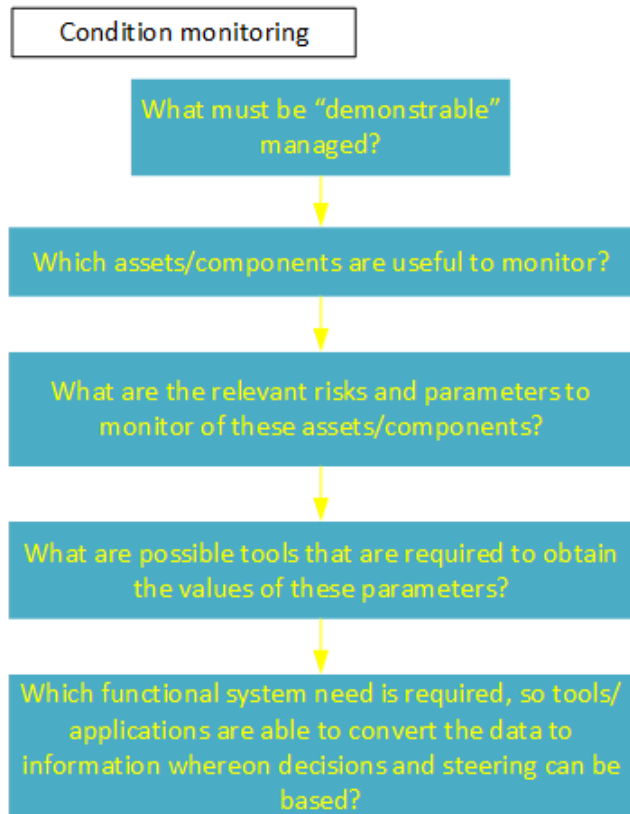 Condition monitoring
What must be “demonstrable”
managed?
Which assets/components are useful to monitor?
What are the relevant risks and parameters to
monitor of these assets/components?
What are possible tools that are required to obtain
the values of these parameters?
Which functional system need is required, so tools/
applications are able to convert the data to
information whereon decisions and steering can be
based?